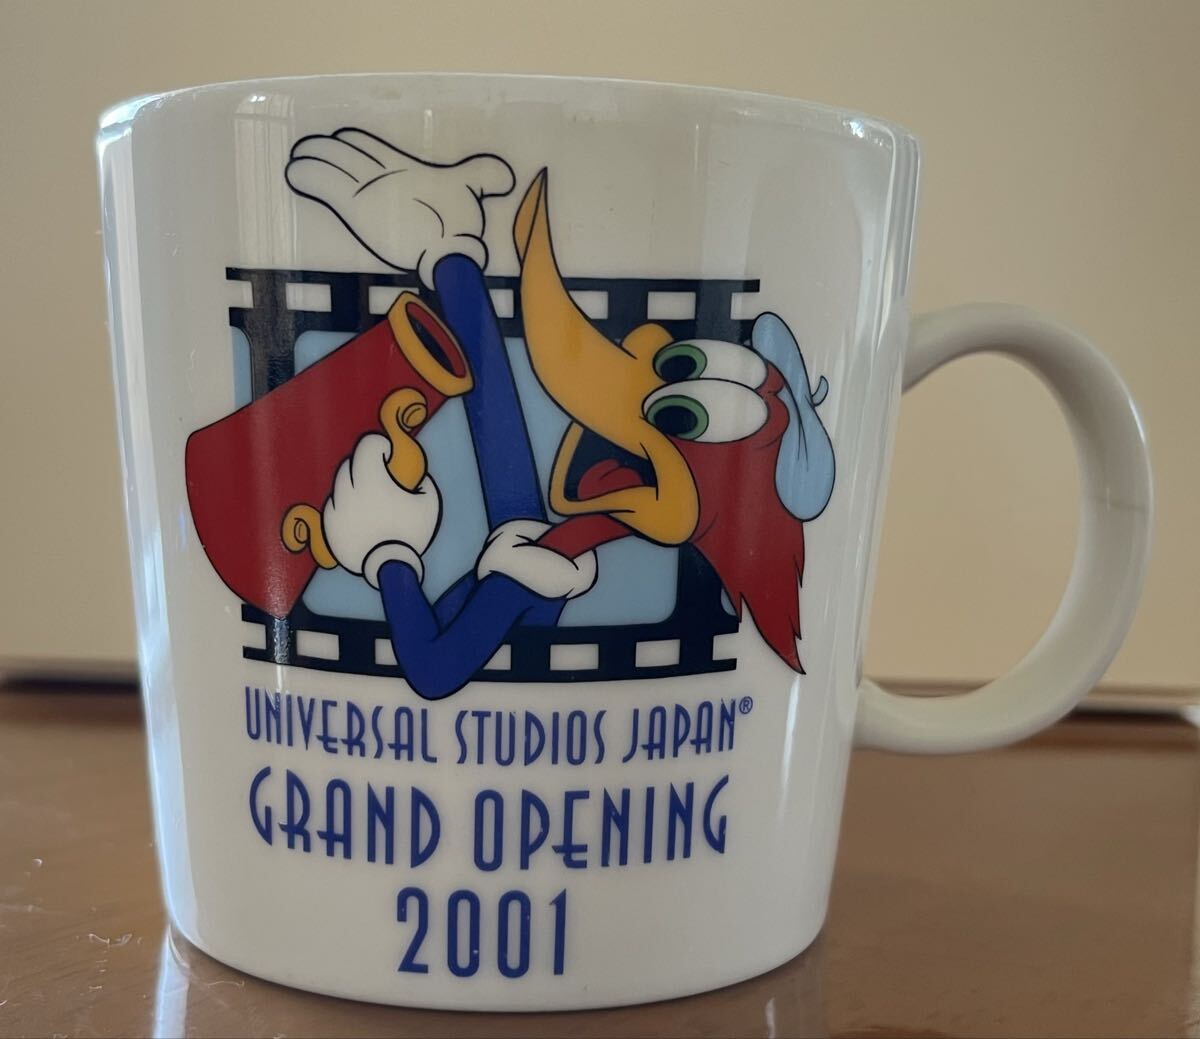 UNIVERSAL STUDIOS JAPAN®
GRAND OPENING
2001